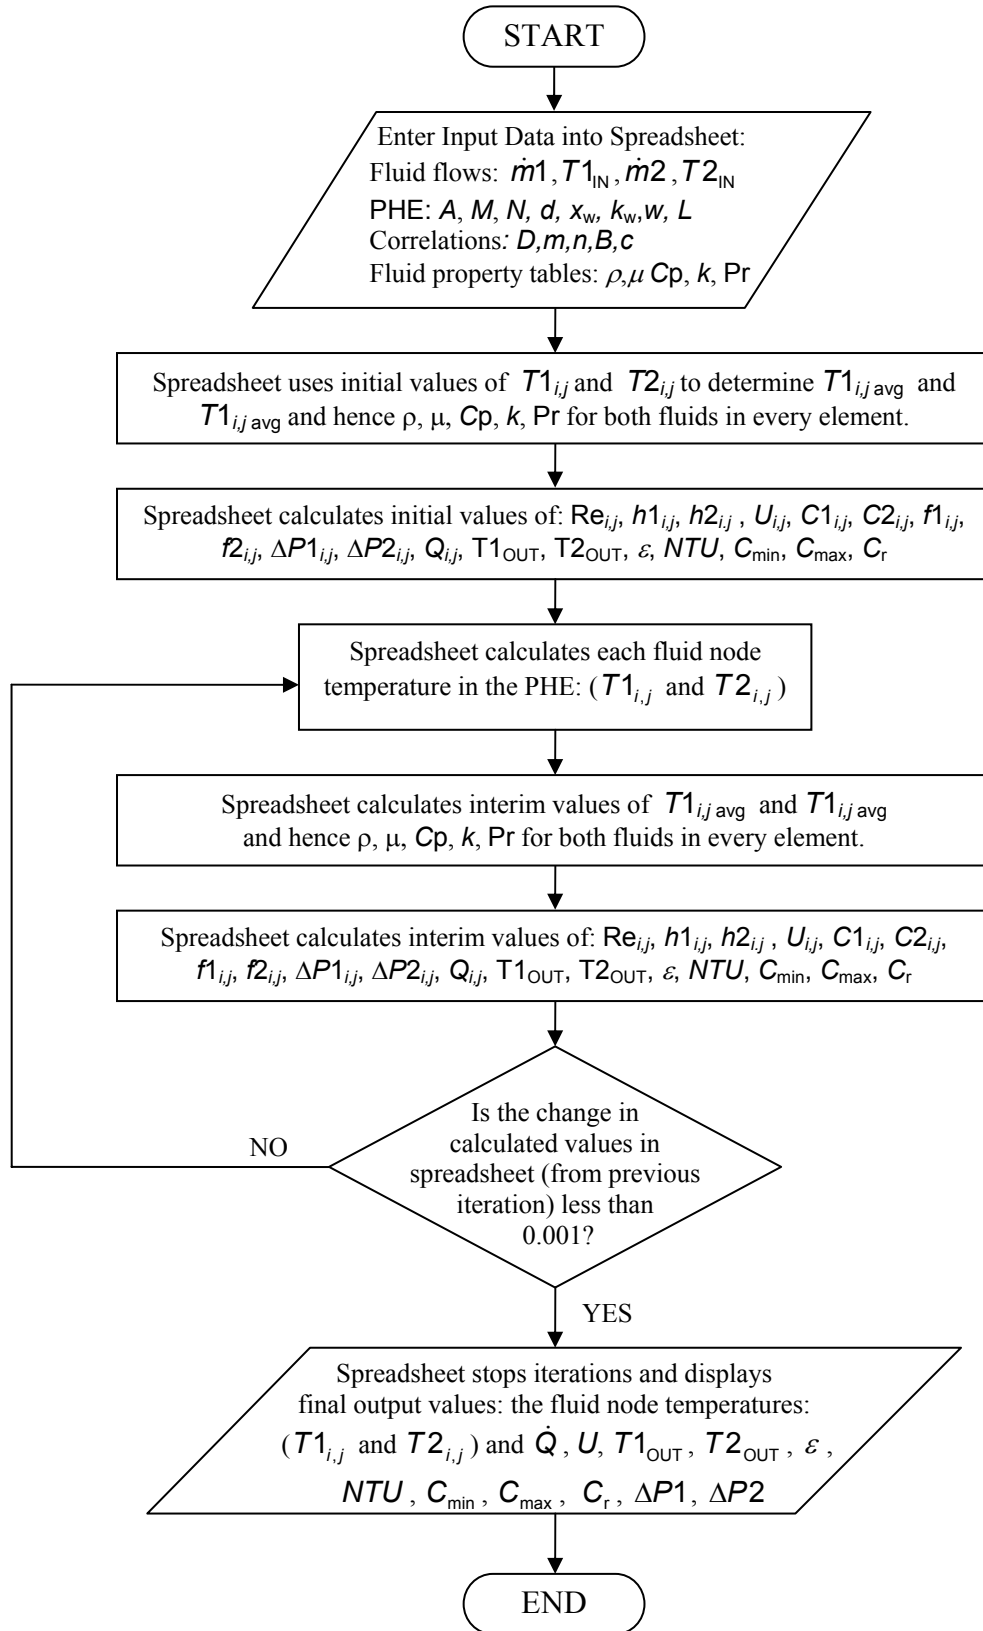 START
Enter Input Data into Spreadsheet:
Fluid flows: ṁ1 , T1IN , ṁ2 , T2IN
PHE: A, M, N, d, xw, kw,w, L
Correlations: D,m,n,B,c
Fluid property tables: ρ,μ Cp, k, Pr
Spreadsheet uses initial values of T1i,j and T2i,j to determine T1i,j avg and
T1i,j avg and hence ρ, μ, Cp, k, Pr for both fluids in every element.
Spreadsheet calculates initial values of: Rei,j, h1i,j, h2i.j , Ui,j, C1i,j, C2i,j, f1i,j,
f2i,j, ΔP1i,j, ΔP2i,j, Qi,j, T1OUT, T2OUT, ε, NTU, Cmin, Cmax, Cr
Spreadsheet calculates each fluid node
temperature in the PHE: (T1i,j and T2i,j)
Spreadsheet calculates interim values of T1i,j avg and T1i,j avg
and hence ρ, μ, Cp, k, Pr for both fluids in every element.
Spreadsheet calculates interim values of: Rei,j, h1i,j, h2i.j , Ui,j, C1i,j, C2i,j,
f1i,j, f2i,j, ΔP1i,j, ΔP2i,j, Qi,j, T1OUT, T2OUT, ε, NTU, Cmin, Cmax, Cr
Is the change in
calculated values in
spreadsheet (from previous
iteration) less than
0.001?
NO
YES
Spreadsheet stops iterations and displays
final output values: the fluid node temperatures:
(T1i,j and T2i,j) and Q̇ , U, T1OUT , T2OUT , ε ,
NTU , Cmin , Cmax , Cr , ΔP1 , ΔP2
END